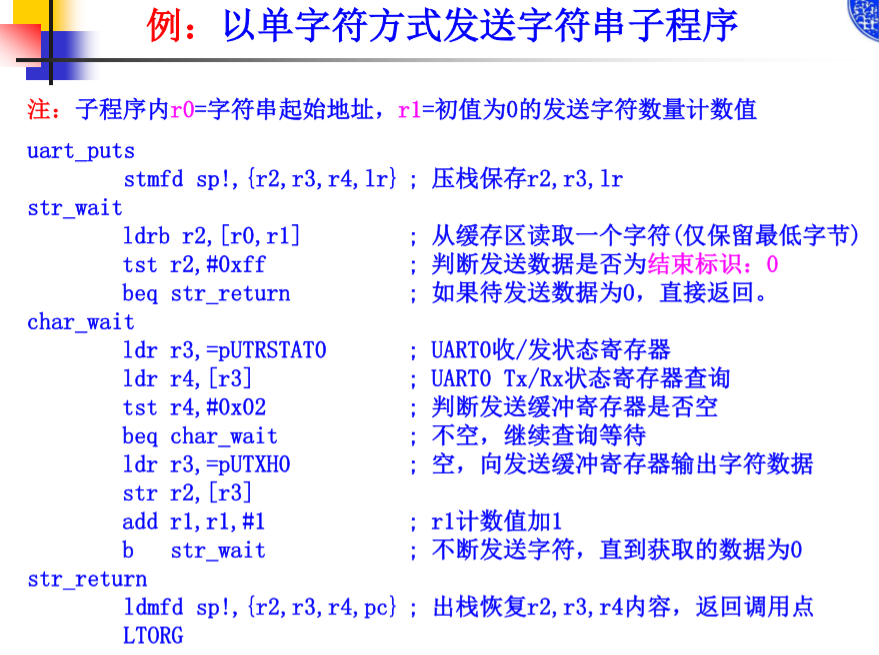 例：以单字符方式发送字符串子程序
注：子程序内r0=字符串起始地址，r1=初值为0的发送字符数量计数值
uart_puts
stmfd sp!,{r2,r3,r4,lr} ; 压栈保存r2,r3,lr
str_wait
ldrb r2,[r0,r1] ; 从缓存区读取一个字符(仅保留最低字节)
tst r2,#0xff ; 判断发送数据是否为结束标识：0
beq str_return ; 如果待发送数据为0，直接返回。
char_wait
ldr r3,=pUTRSTAT0 ; UART0收/发状态寄存器
ldr r4,[r3] ; UART0 Tx/Rx状态寄存器查询
tst r4,#0x02 ; 判断发送缓冲寄存器是否空
beq char_wait ; 不空，继续查询等待
ldr r3,=pUTXH0 ; 空，向发送缓冲寄存器输出字符数据
str r2,[r3]
add r1,r1,#1 ; r1计数值加1
b str_wait ; 不断发送字符，直到获取的数据为0
str_return
ldmfd sp!,{r2,r3,r4,pc} ; 出栈恢复r2,r3,r4内容，返回调用点
LTORG